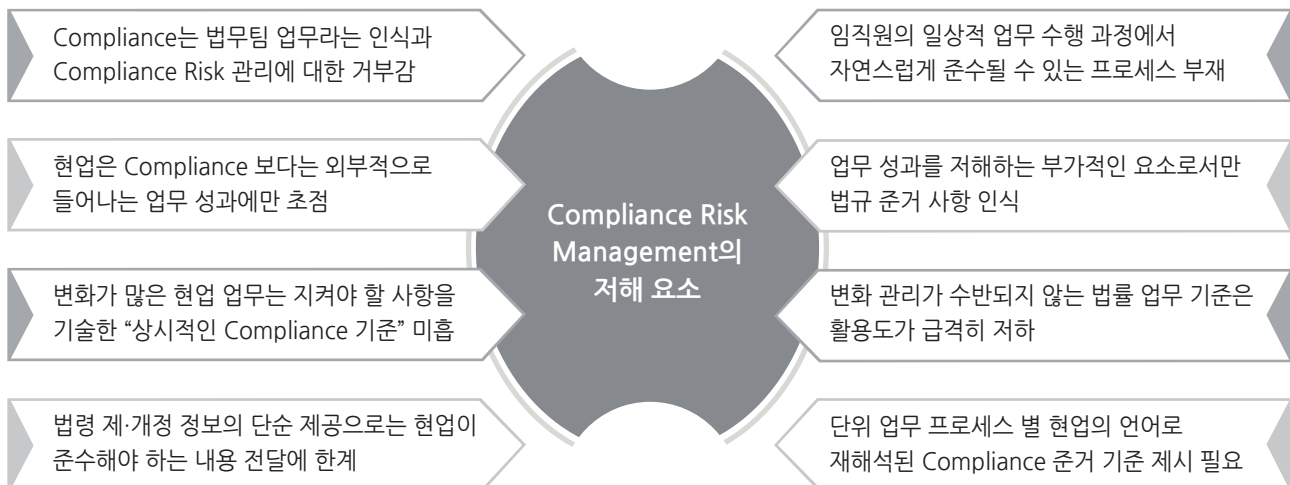 Compliance는 법무팀 업무라는 인식과
Compliance Risk 관리에 대한 거부감
현업은 Compliance 보다는 외부적으로
들어나는 업무 성과에만 초점
변화가 많은 현업 업무는 지켜야 할 사항을
기술한 “상시적인 Compliance 기준” 미흡
법령 제·개정 정보의 단순 제공으로는 현업이
준수해야 하는 내용 전달에 한계
Compliance Risk
Management의
저해 요소
임직원의 일상적 업무 수행 과정에서
자연스럽게 준수될 수 있는 프로세스 부재
업무 성과를 저해하는 부가적인 요소로서만
법규 준거 사항 인식
변화 관리가 수반되지 않는 법률 업무 기준은
활용도가 급격히 저하
단위 업무 프로세스 별 현업의 언어로
재해석된 Compliance 준거 기준 제시 필요